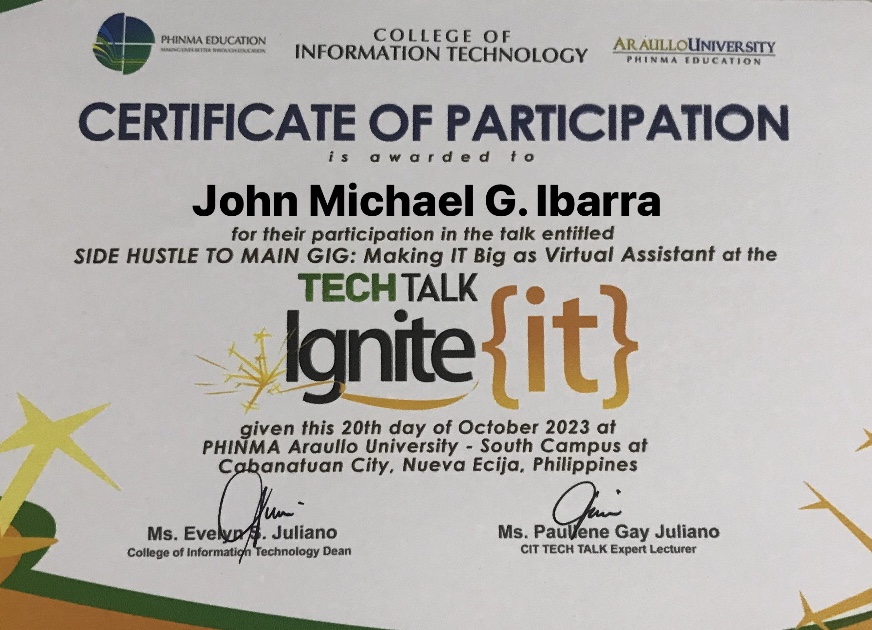 PHINMA EDUCATION
MAKING LIVES BETTER THROUGH EDUCATION
COLLEGE OF
INFORMATION TECHNOLOGY
ARAULLO UNIVERSITY
PHINMA EDUCATION
CERTIFICATE OF PARTICIPATION
is awarded to
John Michael G. Ibarra
for their participation in the talk entitled
SIDE HUSTLE TO MAIN GIG: Making IT Big as Virtual Assistant at the
TECH TALK
Ignite {it}
given this 20th day of October 2023 at
PHINMA Araullo University - South Campus at
Cabanatuan City, Nueva Ecija, Philippines
Ms. Evelyn S. Juliano
College of Information Technology Dean
Ms. Paullene Gay Juliano
CIT TECH TALK Expert Lecturer